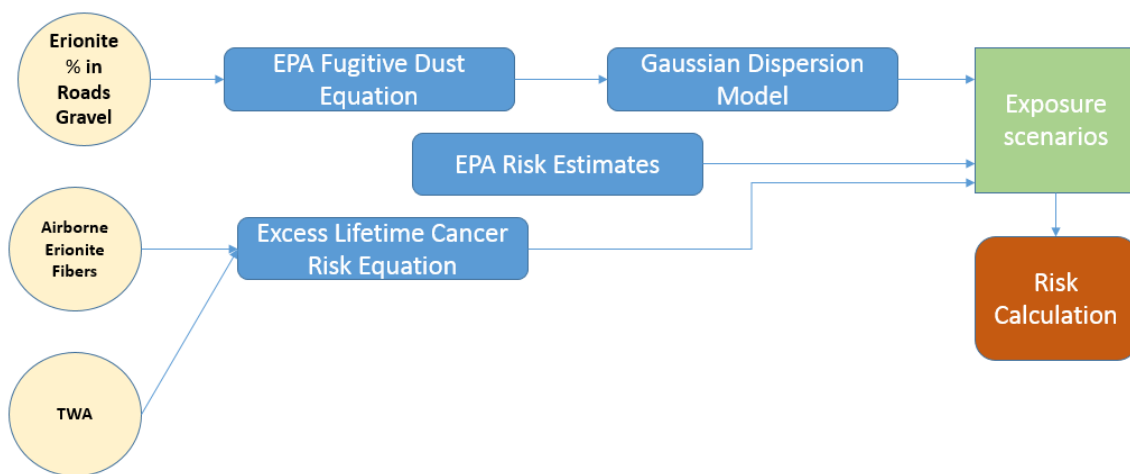 Erionite
% in
Roads
Gravel
EPA Fugitive Dust
Equation
Gaussian Dispersion
Model
Exposure
scenarios
EPA Risk Estimates
Airborne
Erionite
Fibers
Excess Lifetime Cancer
Risk Equation
Risk
Calculation
TWA